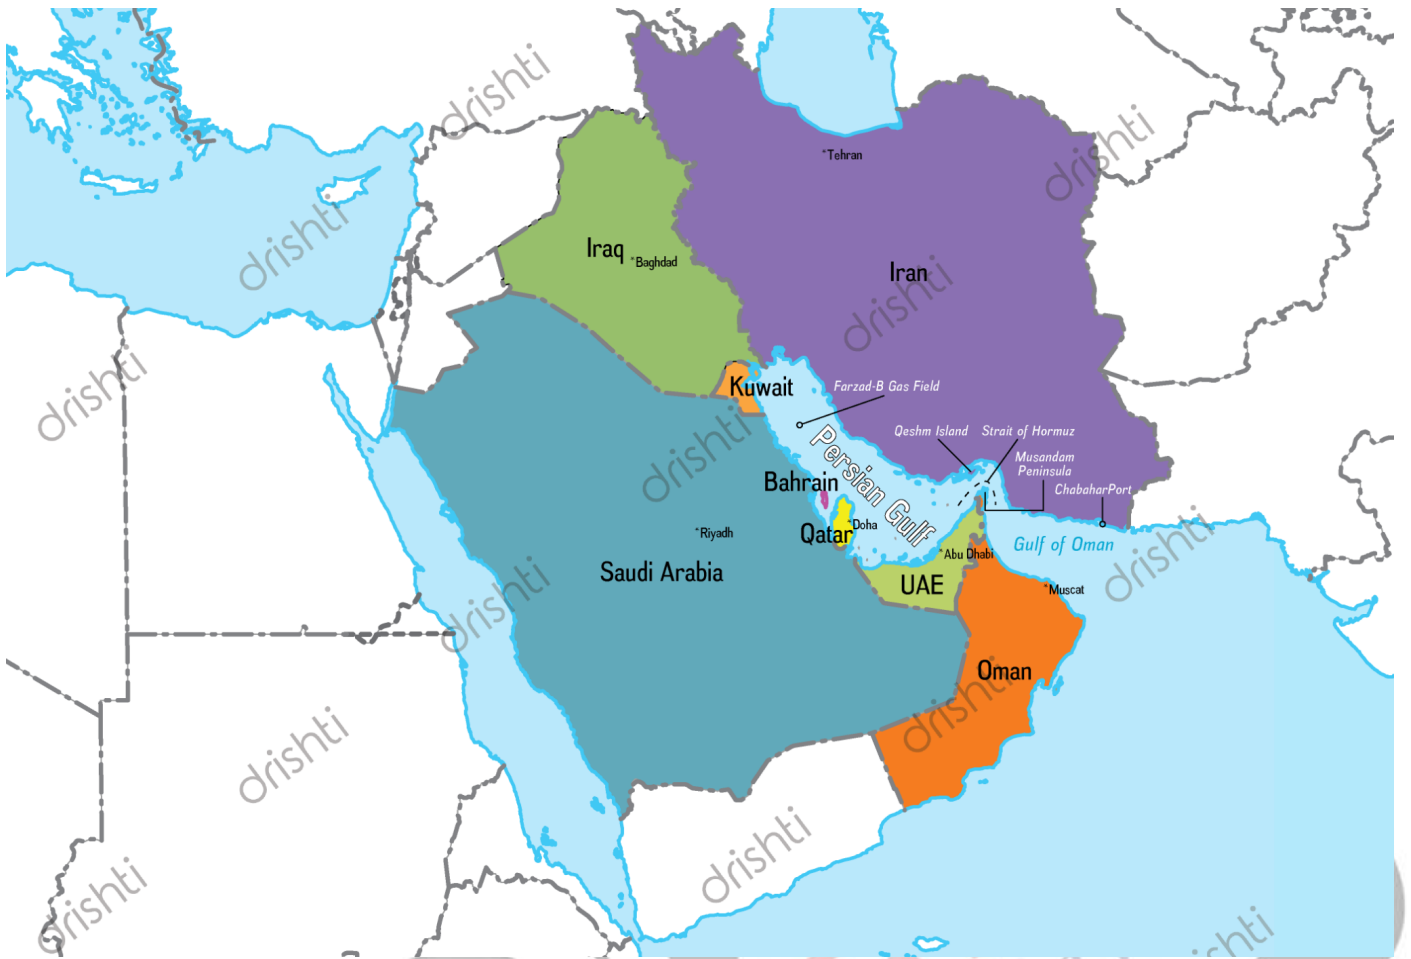 drishti
drishti
Tehran
drishti
drishti
Iraq
Baghdad
Iran
drishti
drishti
Kuwait
Farzad-B Gas Field
Persian Gulf
Qeshm Island
Strait of Hormuz
Musandam
Peninsula
ChabaharPort
drishti
Bahrain
Qatar
Doha
Riyadh
Abu Dhabi
Gulf of Oman
drishti
Saudi Arabia
UAE
Muscat
drishti
Oman
drishti
drishti
drishti
drishti
drishti